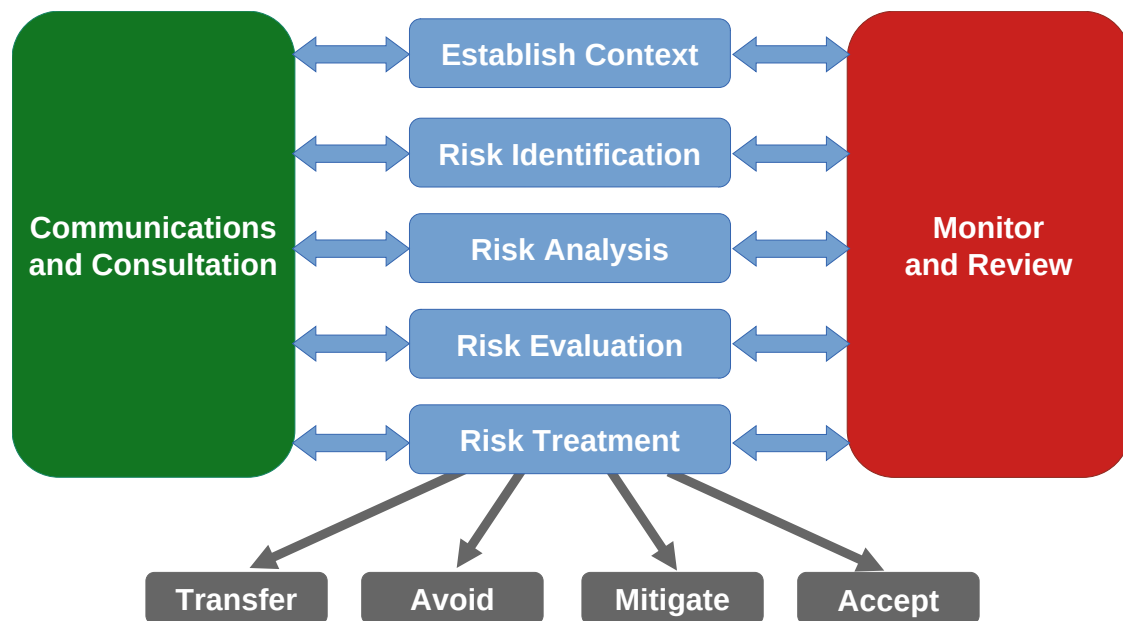 Communications
and Consultation
Establish Context
Risk Identification
Risk Analysis
Risk Evaluation
Risk Treatment
Monitor
and Review
Transfer
Avoid
Mitigate
Accept